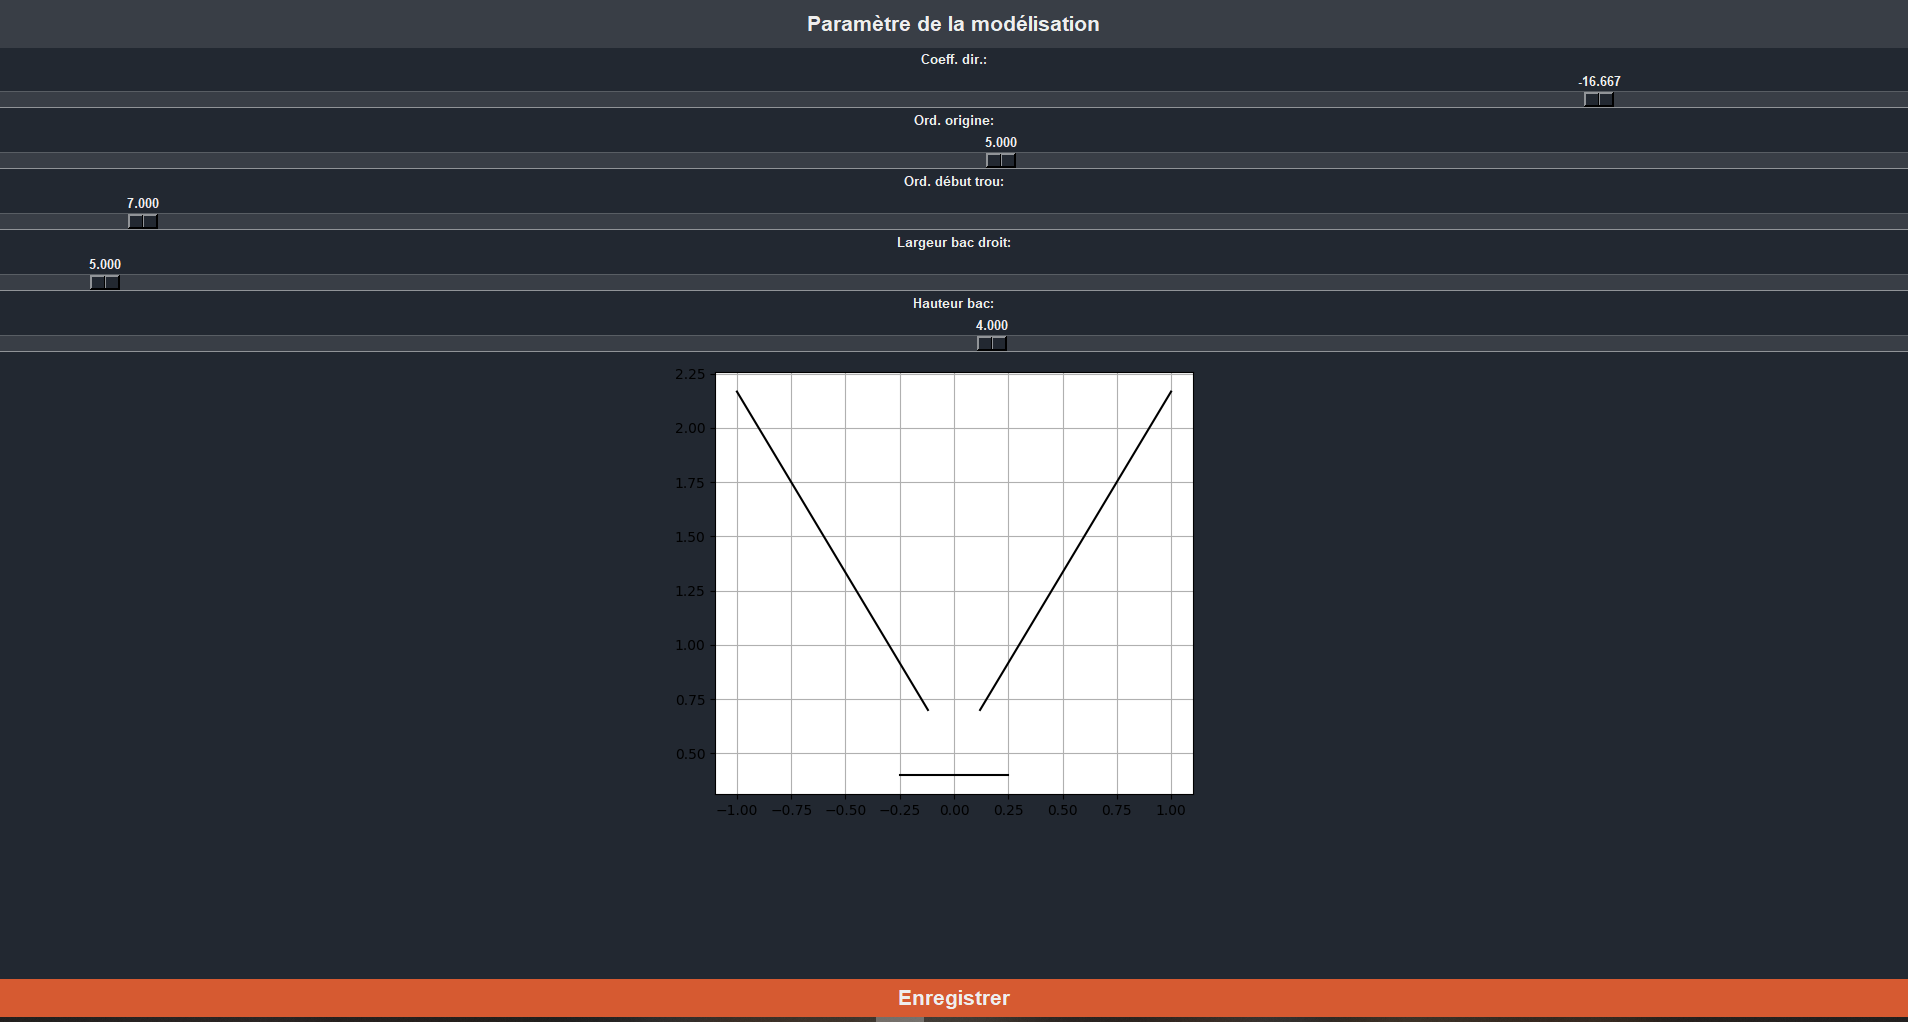 Paramètre de la modélisation
Coeff. dir.:
-16.667
Ord. origine:
5.000
Ord. début trou:
7.000
Largeur bac droit:
5.000
Hauteur bac:
4.000
2.25
2.00
1.75
1.50
1.25
1.00
0.75
0.50
−1.00 −0.75 −0.50 −0.25 0.00 0.25 0.50 0.75 1.00
Enregistrer